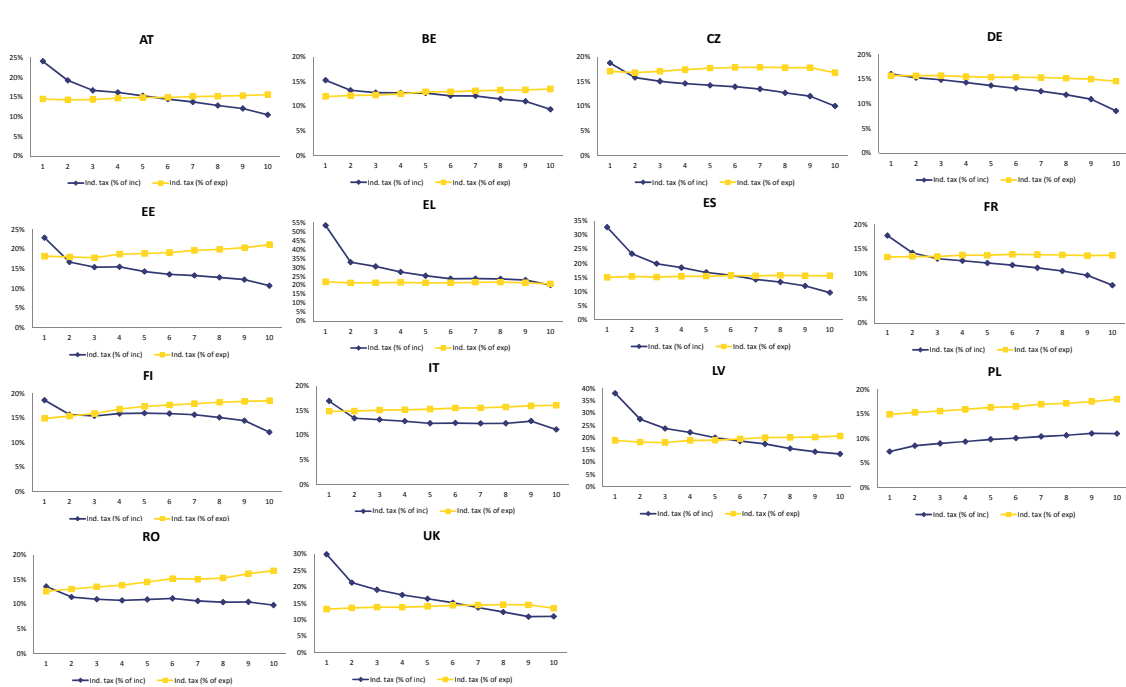 AT
25%
20%
15%
10%
5%
0%
1 2 3 4 5 6 7 8 9 10
Ind. tax (% of inc) Ind. tax (% of exp)
BE
20%
15%
10%
5%
0%
1 2 3 4 5 6 7 8 9 10
Ind. tax (% of inc) Ind. tax (% of exp)
CZ
20%
15%
10%
5%
0%
1 2 3 4 5 6 7 8 9 10
Ind. tax (% of inc) Ind. tax (% of exp)
DE
20%
15%
10%
5%
0%
1 2 3 4 5 6 7 8 9 10
Ind. tax (% of inc) Ind. tax (% of exp)
EE
25%
20%
15%
10%
5%
0%
1 2 3 4 5 6 7 8 9 10
Ind. tax (% of inc) Ind. tax (% of exp)
EL
55%
50%
45%
40%
35%
30%
25%
20%
15%
10%
5%
0%
1 2 3 4 5 6 7 8 9 10
Ind. tax (% of inc) Ind. tax (% of exp)
ES
35%
30%
25%
20%
15%
10%
5%
0%
1 2 3 4 5 6 7 8 9 10
Ind. tax (% of inc) Ind. tax (% of exp)
FR
20%
15%
10%
5%
0%
1 2 3 4 5 6 7 8 9 10
Ind. tax (% of inc) Ind. tax (% of exp)
FI
20%
15%
10%
5%
0%
1 2 3 4 5 6 7 8 9 10
Ind. tax (% of inc) Ind. tax (% of exp)
IT
20%
15%
10%
5%
0%
1 2 3 4 5 6 7 8 9 10
Ind. tax (% of inc) Ind. tax (% of exp)
LV
40%
35%
30%
25%
20%
15%
10%
5%
0%
1 2 3 4 5 6 7 8 9 10
Ind. tax (% of inc) Ind. tax (% of exp)
PL
20%
15%
10%
5%
0%
1 2 3 4 5 6 7 8 9 10
Ind. tax (% of inc) Ind. tax (% of exp)
RO
20%
15%
10%
5%
0%
1 2 3 4 5 6 7 8 9 10
Ind. tax (% of inc) Ind. tax (% of exp)
UK
30%
25%
20%
15%
10%
5%
0%
1 2 3 4 5 6 7 8 9 10
Ind. tax (% of inc) Ind. tax (% of exp)